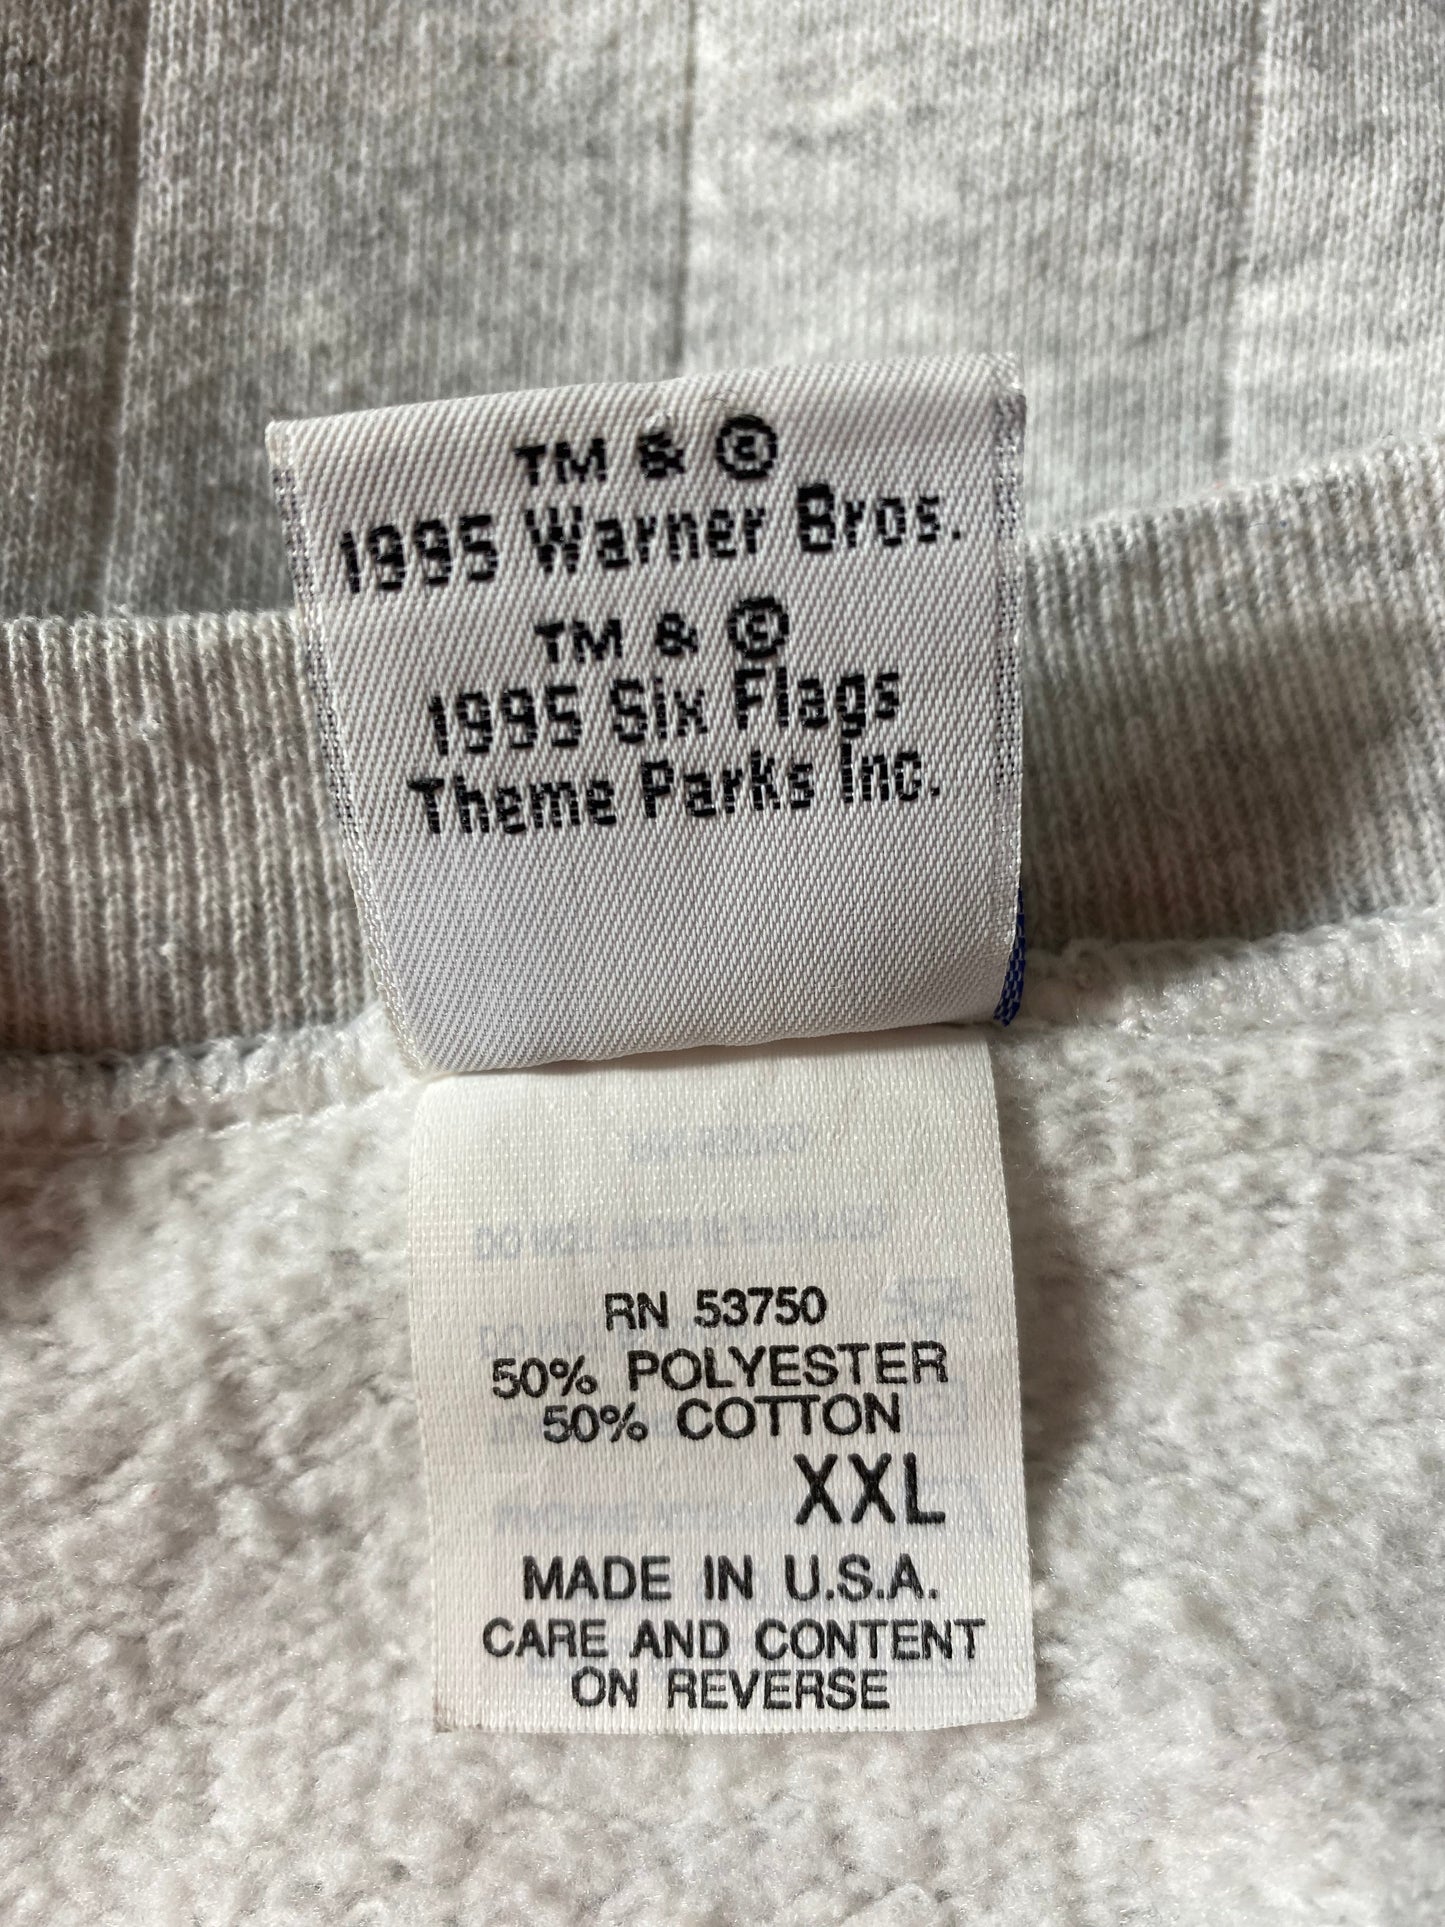 TM & ©
1995 Warner Bros.
TM & ©
1995 Six Flags
Theme Parks Inc.
RN 53750
50% POLYESTER
50% COTTON
XXL
MADE IN U.S.A.
CARE AND CONTENT
ON REVERSE